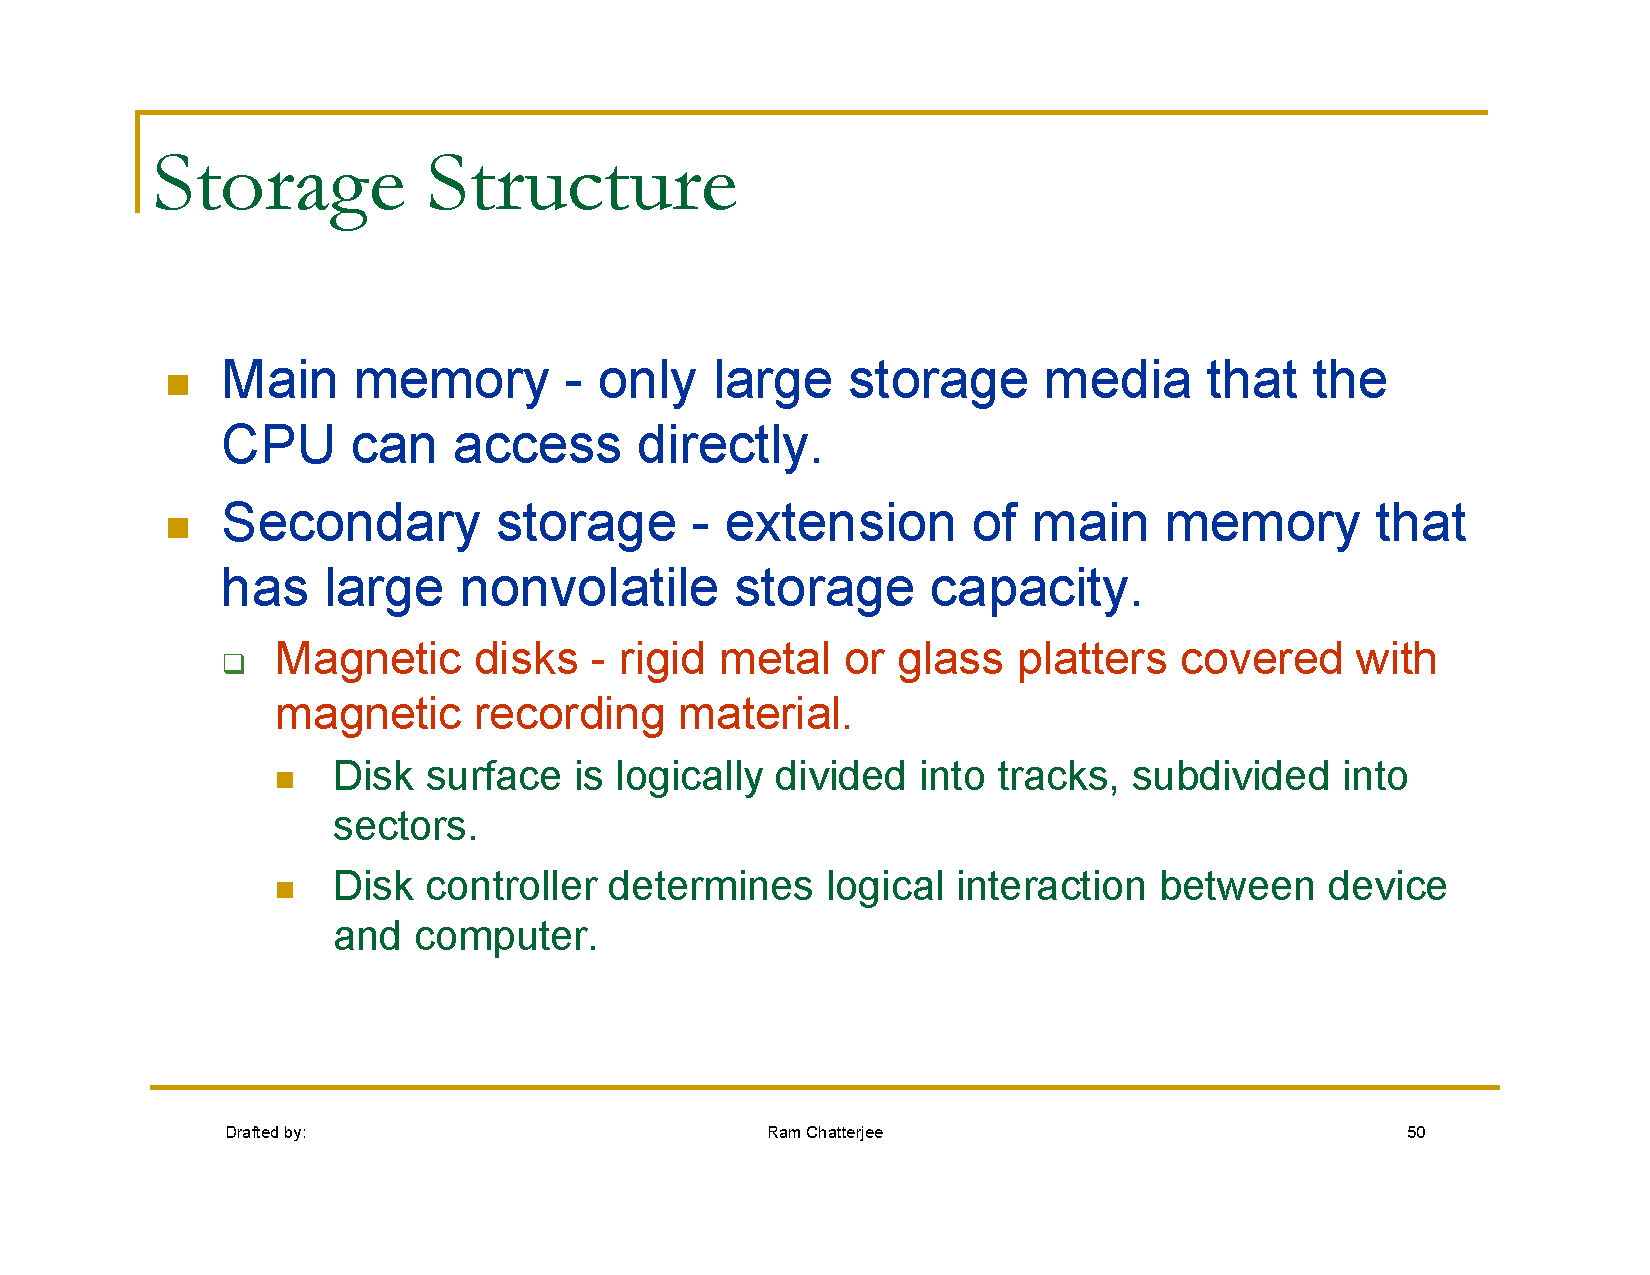 Storage Structure
Main memory - only large storage media that the
CPU can access directly.
Secondary storage - extension of main memory that
has large nonvolatile storage capacity.
Magnetic disks - rigid metal or glass platters covered with
magnetic recording material.
Disk surface is logically divided into tracks, subdivided into
sectors.
Disk controller determines logical interaction between device
and computer.
Drafted by: Ram Chatterjee 50